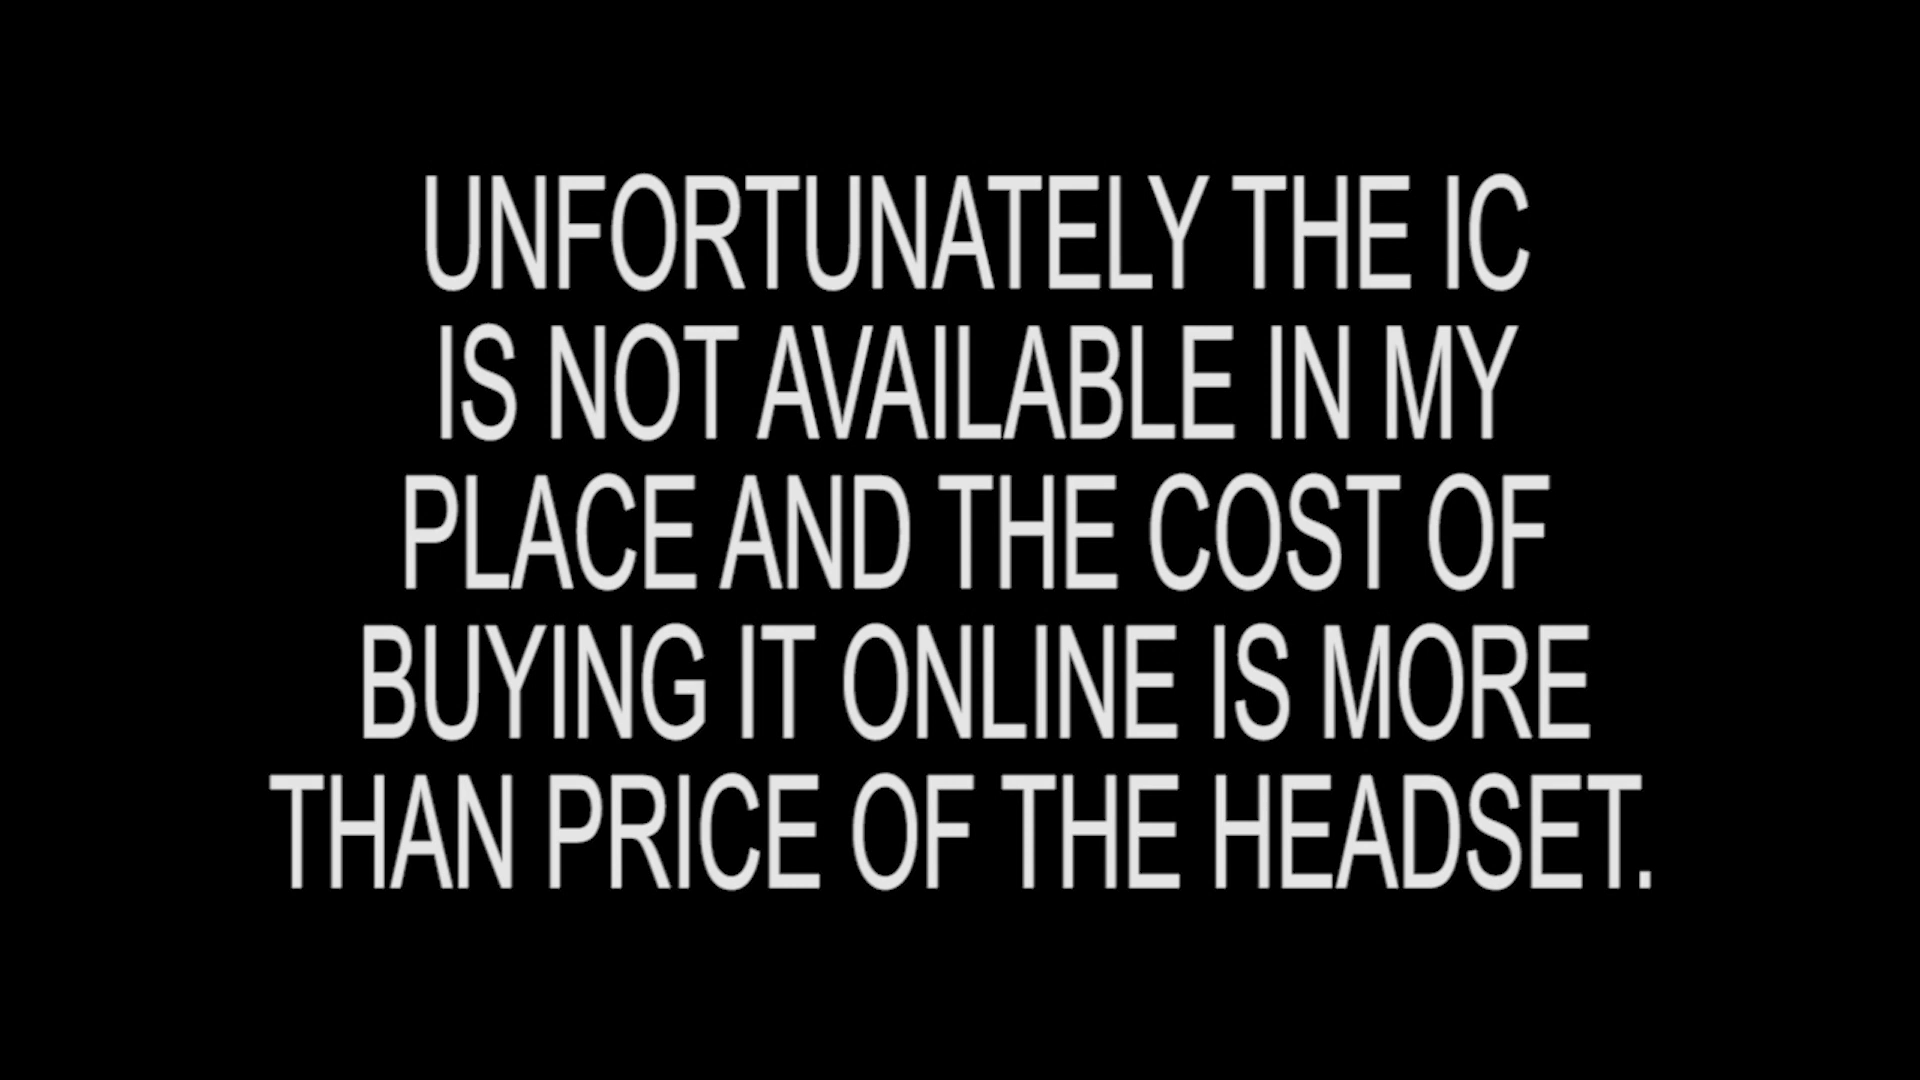 UNFORTUNATELY THE IC
IS NOT AVAILABLE IN MY
PLACE AND THE COST OF
BUYING IT ONLINE IS MORE
THAN PRICE OF THE HEADSET.